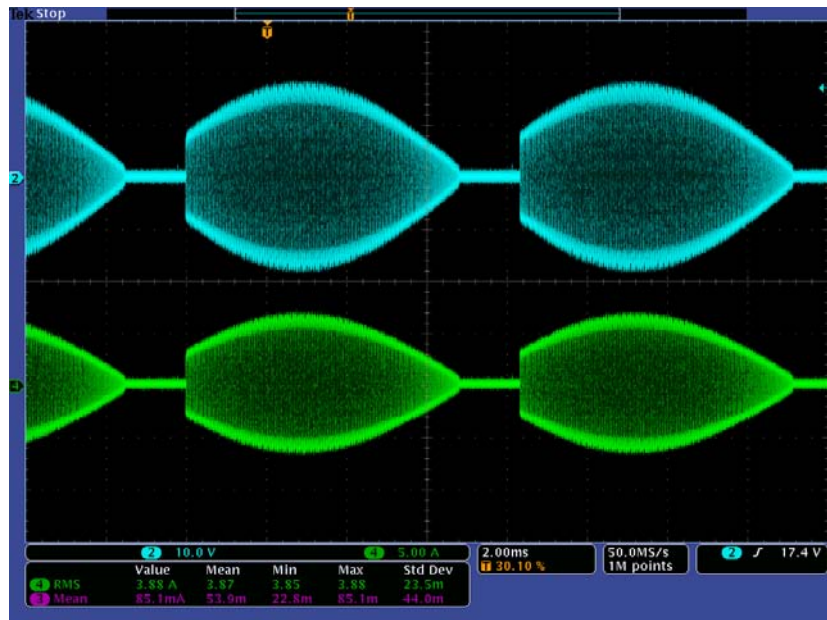 Tek Stop
T
T
2
4
2 10.0 V 4 5.00 A
2.00ms
T 30.10 %
50.0MS/s
1M points
2 ʃ 17.4 V
Value Mean Min Max Std Dev
4 RMS 3.88 A 3.87 3.85 3.88 23.5m
3 Mean 85.1mA 53.9m 22.8m 85.1m 44.0m